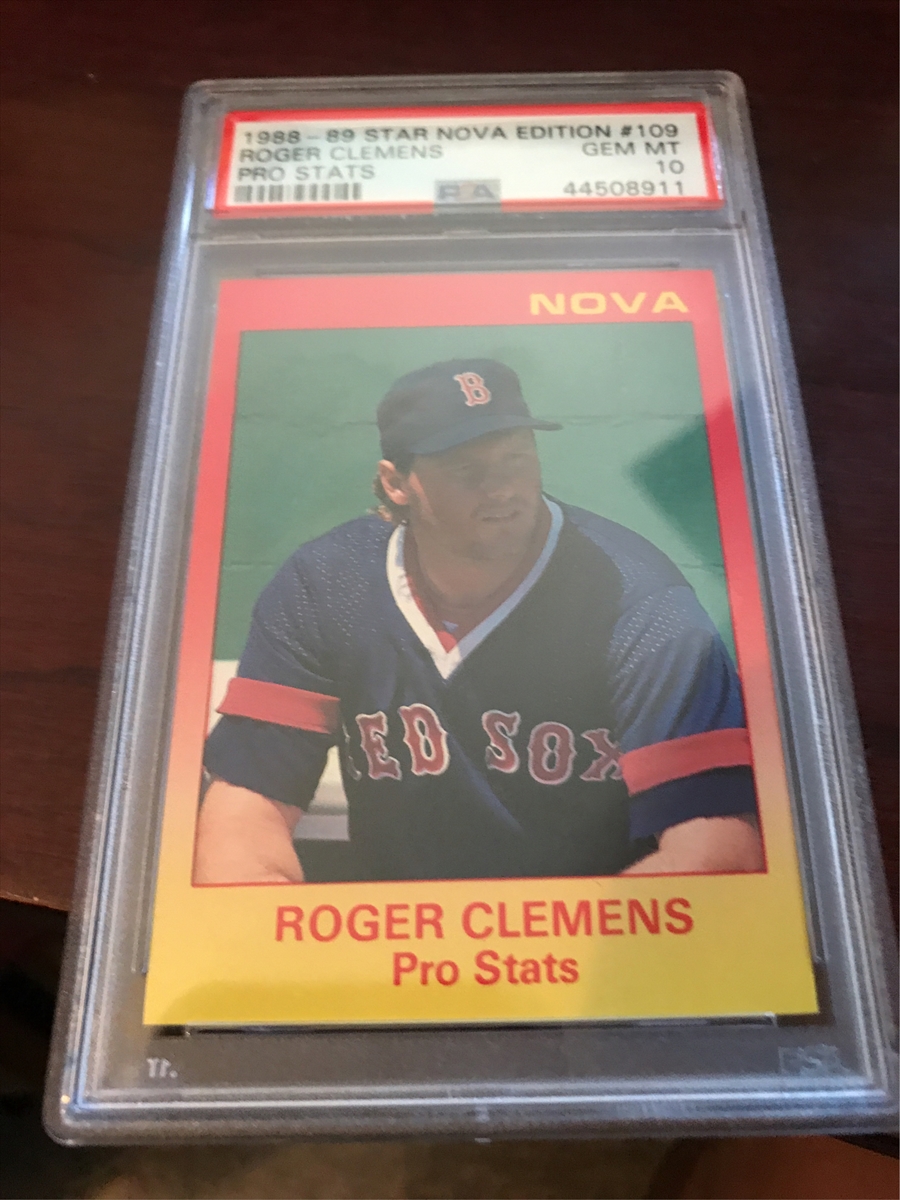 1988-89 STAR NOVA EDITION #109
ROGER CLEMENS GEM MT
PRO STATS 10
PSA 44508911
NOVA
B
RED SOX
ROGER CLEMENS
Pro Stats